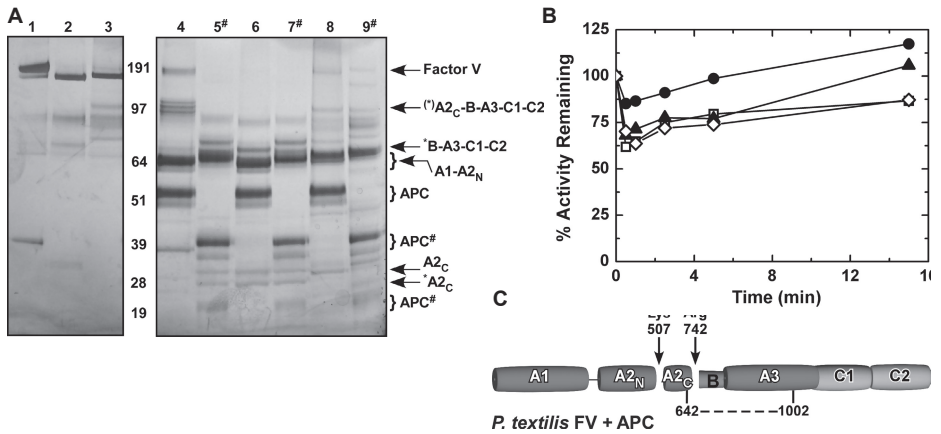 A
1 2 3 4 5# 6 7# 8 9#
191
97
64
51
39
28
19
Factor V
(*)A2C-B-A3-C1-C2
*B-A3-C1-C2
A1-A2N
APC
APC#
A2C
*A2C
APC#
B
% Activity Remaining
125
100
75
50
25
0
0 4 8 12
Time (min)
C
507 742
A1 A2N A2C B A3 C1 C2
642 1002
P. textilis FV + APC